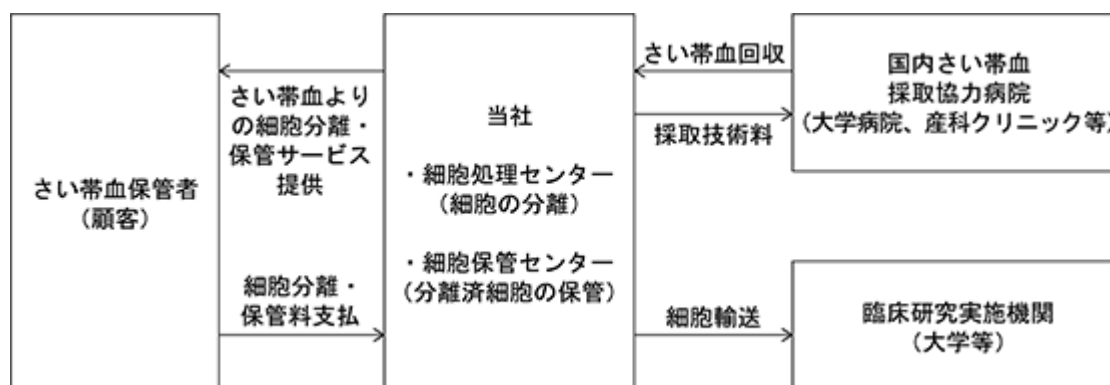 さい帯血保管者
（顧客）
さい帯血より
の細胞分離・
保管サービス
提供
細胞分離・
保管料支払
当社
・細胞処理センター
（細胞の分離）
・細胞保管センター
（分離済細胞の保管）
さい帯血回収
採取技術料
細胞輸送
国内さい帯血
採取協力病院
（大学病院、産科クリニック等）
臨床研究実施機関
（大学等）